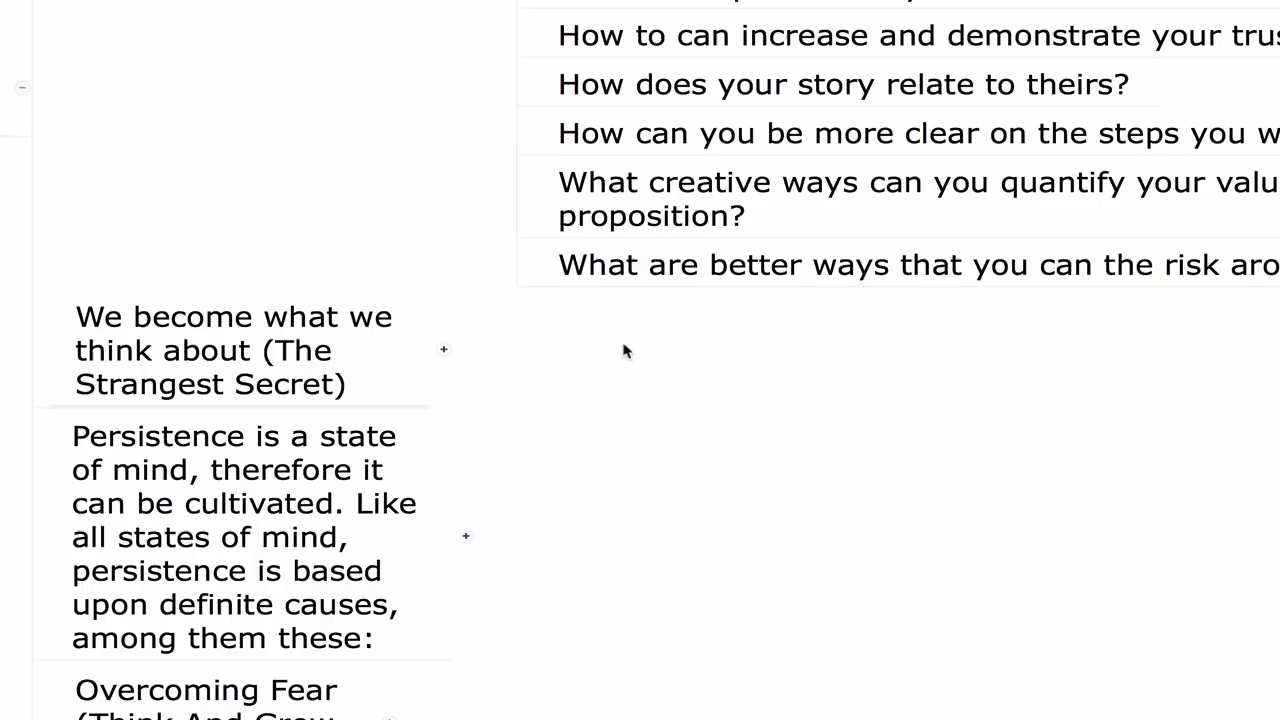 How to can increase and demonstrate your
How does your story relate to theirs?
How can you be more clear on the steps you
What creative ways can you quantify your
proposition?
What are better ways that you can the risk
We become what we
think about (The
Strangest Secret)
Persistence is a state
of mind, therefore it
can be cultivated. Like
all states of mind,
persistence is based
upon definite causes,
among them these:
Overcoming Fear
(Think And Grow